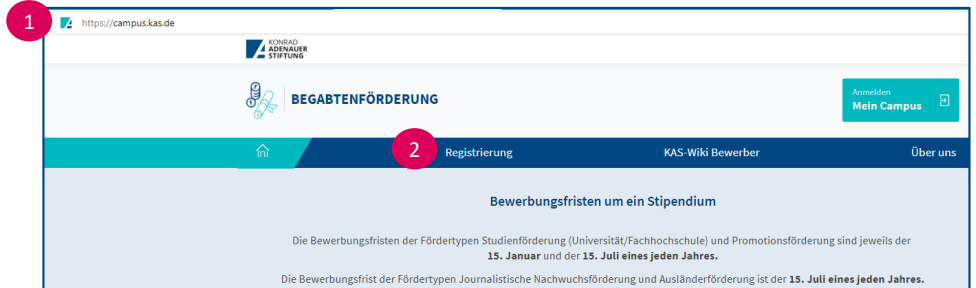 1
https://campus.kas.de
KONRAD
ADENAUER
STIFTUNG
BEGABTENFÖRDERUNG
Anmelden
Mein Campus
2
Registrierung
KAS-Wiki Bewerber
Über uns
Bewerbungsfristen um ein Stipendium
Die Bewerbungsfristen der Fördertypen Studienförderung (Universität/Fachhochschule) und Promotionsförderung sind jeweils der
15. Januar und der 15. Juli eines jeden Jahres.
Die Bewerbungsfrist der Fördertypen Journalistische Nachwuchsförderung und Ausländerförderung ist der 15. Juli eines jeden Jahres.